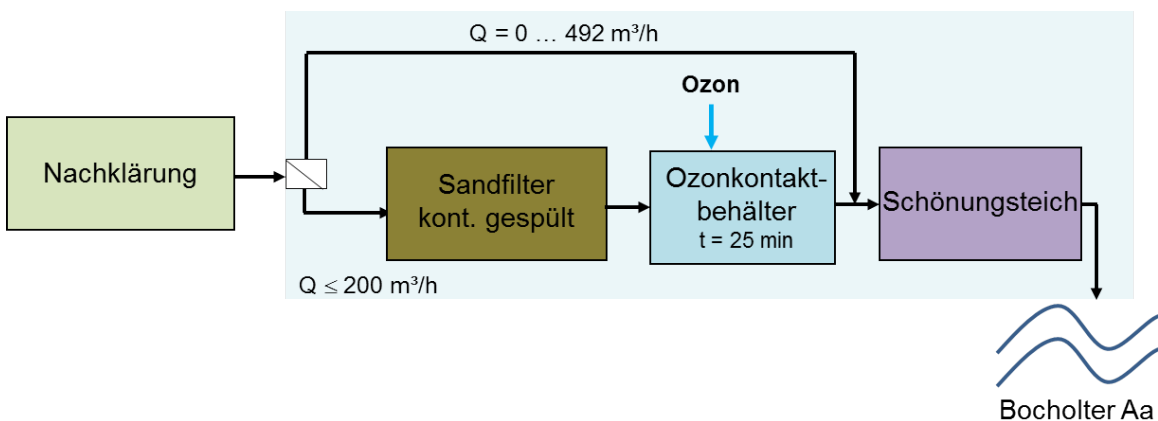 Q = 0 … 492 m³/h
Ozon
Nachklärung
Sandfilter
kont. gespült
Ozonkontakt-
behälter
t = 25 min
Schönungsteich
Q ≤ 200 m³/h
Bocholter Aa